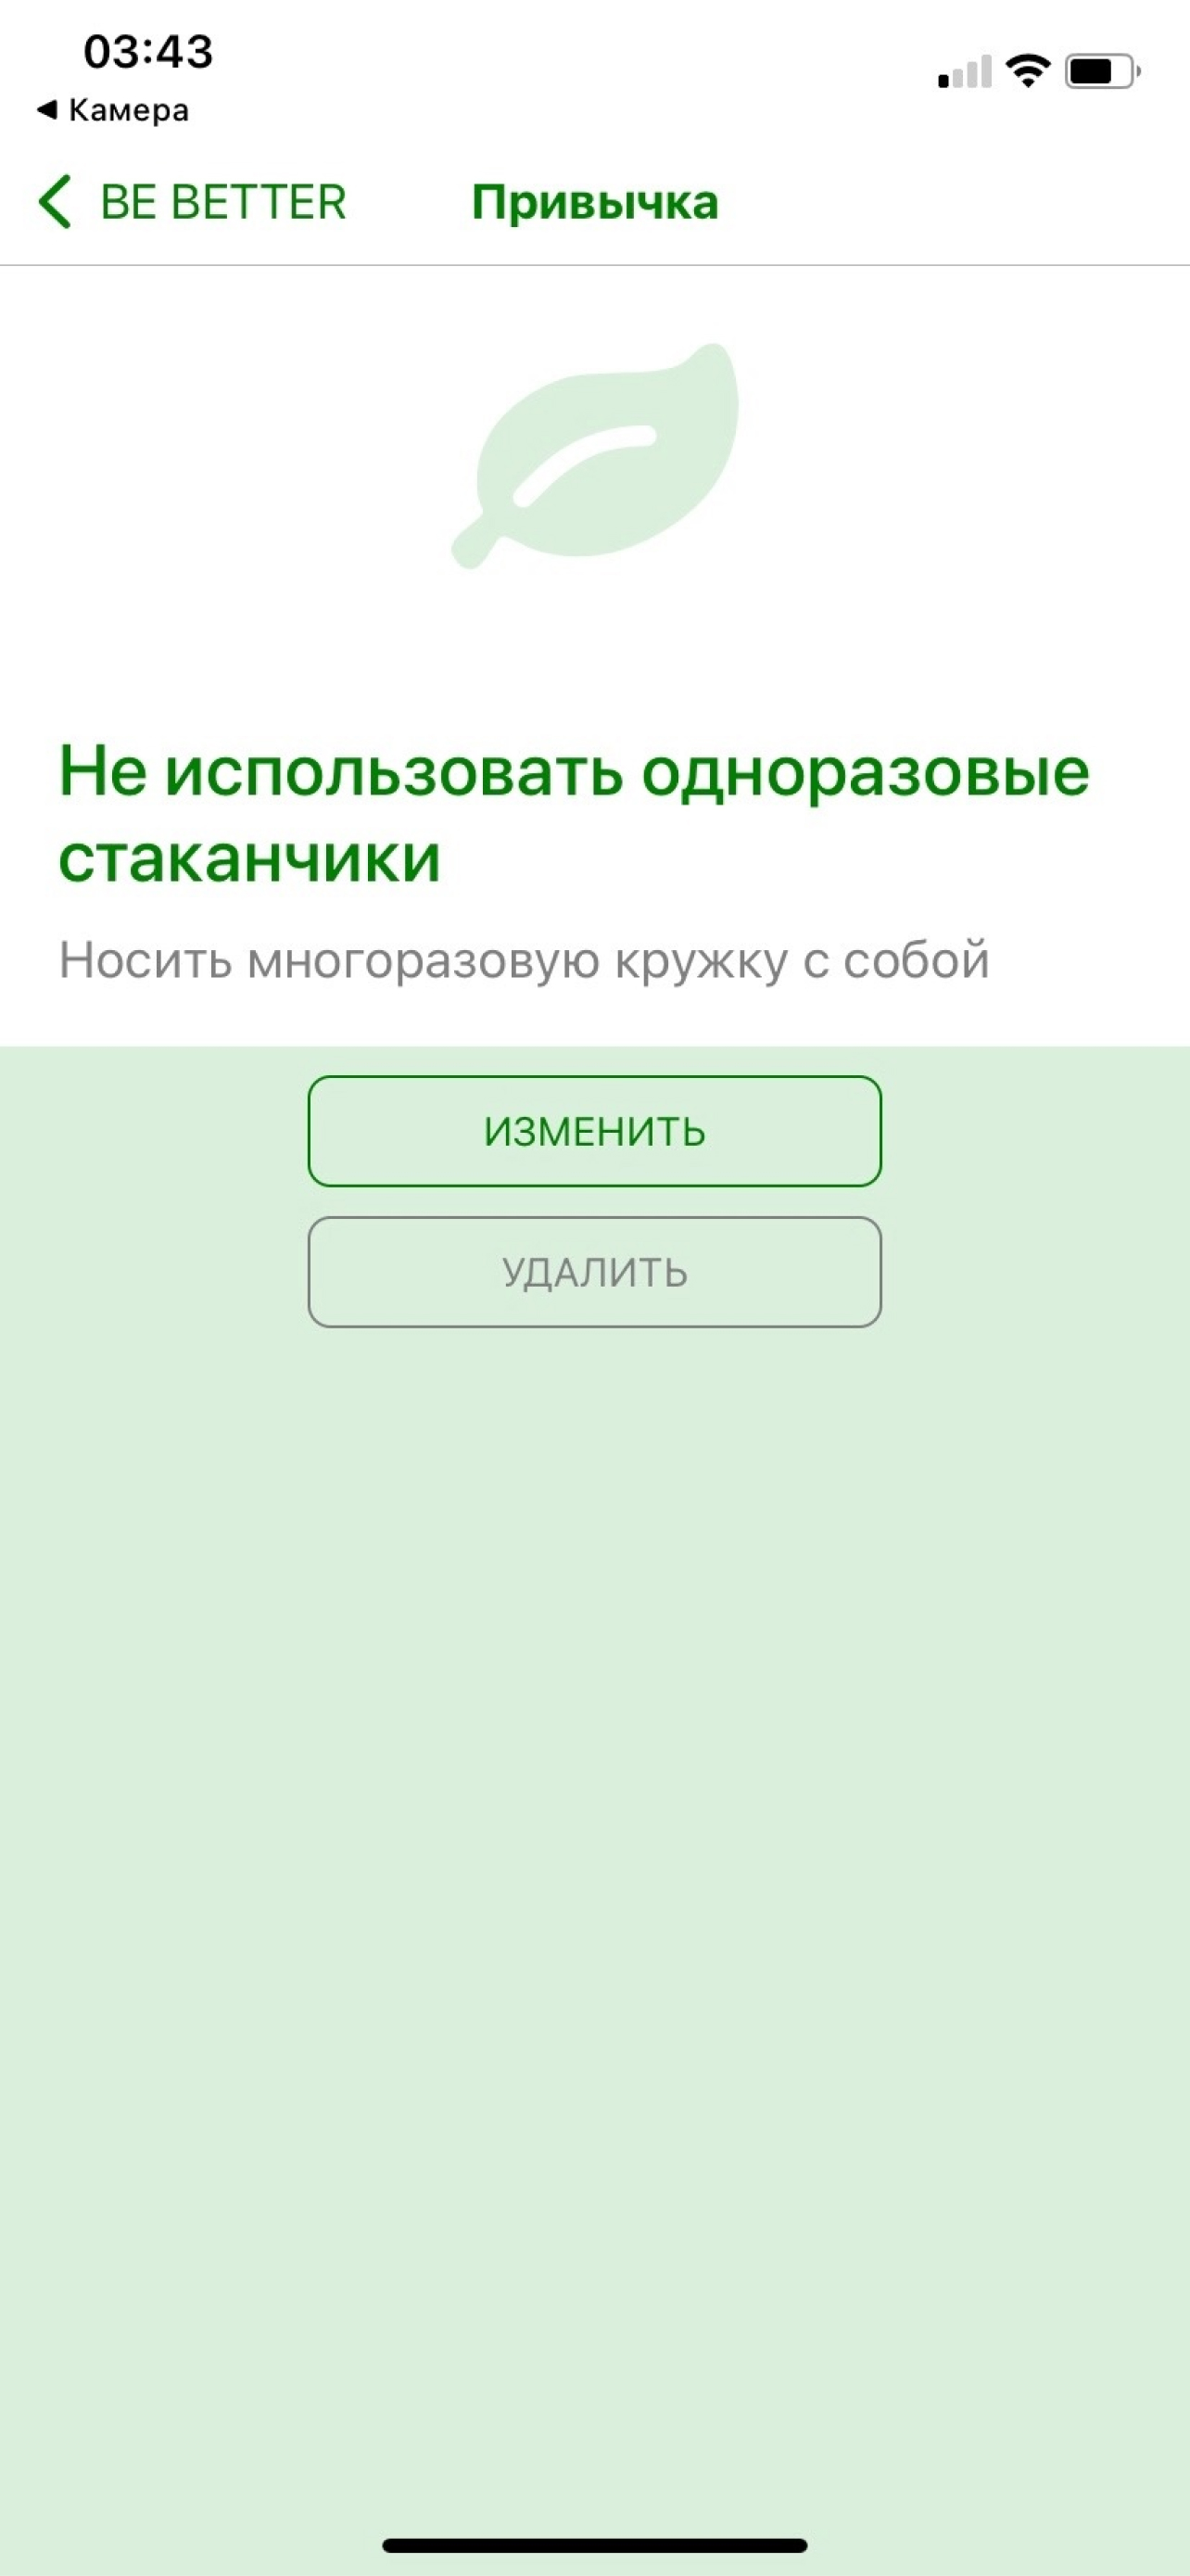 03:43
Камера
BE BETTER
Привычка
Не использовать одноразовые
стаканчики
Носить многоразовую кружку с собой
ИЗМЕНИТЬ
УДАЛИТЬ